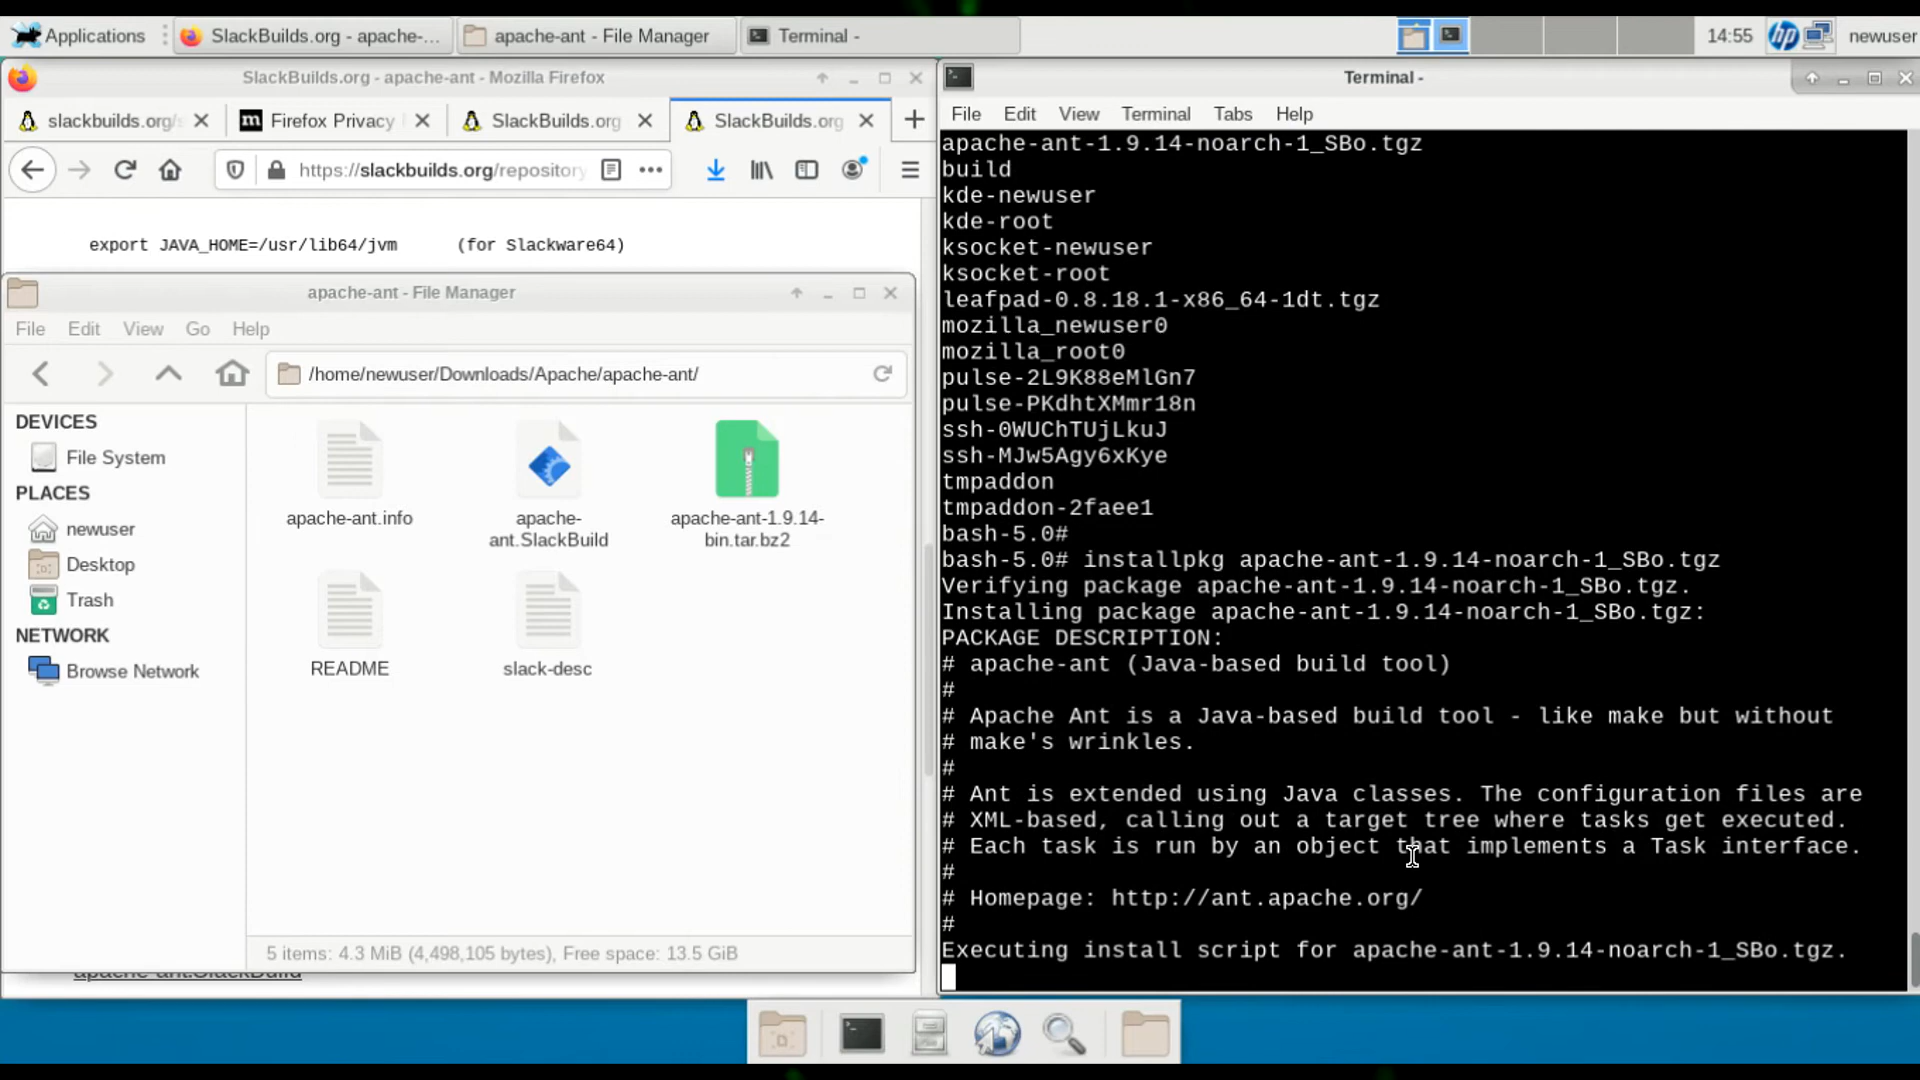 Applications
SlackBuilds.org - apache-...
apache-ant - File Manager
Terminal -
14:55
hp
newuser
SlackBuilds.org - apache-ant - Mozilla Firefox
slackbuilds.org/s
Firefox Privacy
SlackBuilds.org
SlackBuilds.org
https://slackbuilds.org/repository
export JAVA_HOME=/usr/lib64/jvm (for Slackware64)
apache-ant - File Manager
File Edit View Go Help
/home/newuser/Downloads/Apache/apache-ant/
DEVICES
File System
PLACES
newuser
Desktop
Trash
NETWORK
Browse Network
apache-ant.info
apache-
ant.SlackBuild
apache-ant-1.9.14-
bin.tar.bz2
README
slack-desc
5 items: 4.3 MiB (4,498,105 bytes), Free space: 13.5 GiB
apache-ant.SlackBuild
Terminal -
File Edit View Terminal Tabs Help
apache-ant-1.9.14-noarch-1_SBo.tgz
build
kde-newuser
kde-root
ksocket-newuser
ksocket-root
leafpad-0.8.18.1-x86_64-1dt.tgz
mozilla_newuser0
mozilla_root0
pulse-2L9K88eMlGn7
pulse-PKdhtXMmr18n
ssh-0WUChTUjLkuJ
ssh-MJw5Agy6xKye
tmpaddon
tmpaddon-2faee1
bash-5.0#
bash-5.0# installpkg apache-ant-1.9.14-noarch-1_SBo.tgz
Verifying package apache-ant-1.9.14-noarch-1_SBo.tgz.
Installing package apache-ant-1.9.14-noarch-1_SBo.tgz:
PACKAGE DESCRIPTION:
# apache-ant (Java-based build tool)
#
# Apache Ant is a Java-based build tool - like make but without
# make's wrinkles.
#
# Ant is extended using Java classes. The configuration files are
# XML-based, calling out a target tree where tasks get executed.
# Each task is run by an object that implements a Task interface.
#
# Homepage: http://ant.apache.org/
#
Executing install script for apache-ant-1.9.14-noarch-1_SBo.tgz.